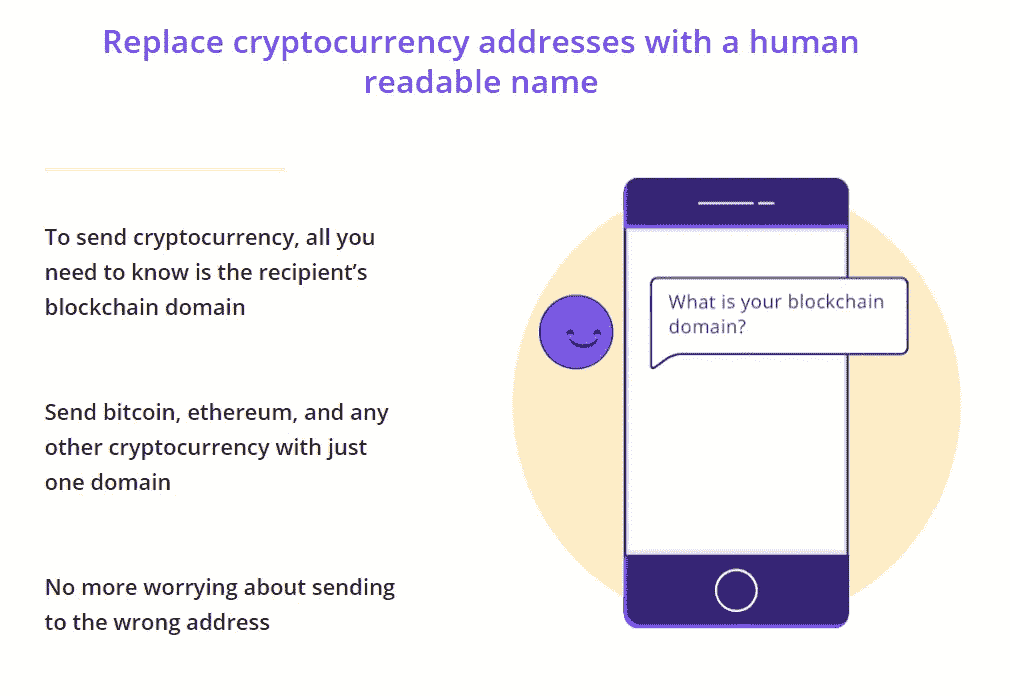 Replace cryptocurrency addresses with a human
readable name
To send cryptocurrency, all you
need to know is the recipient’s
blockchain domain
Send bitcoin, ethereum, and any
other cryptocurrency with just
one domain
No more worrying about sending
to the wrong address
What is your blockchain
domain?